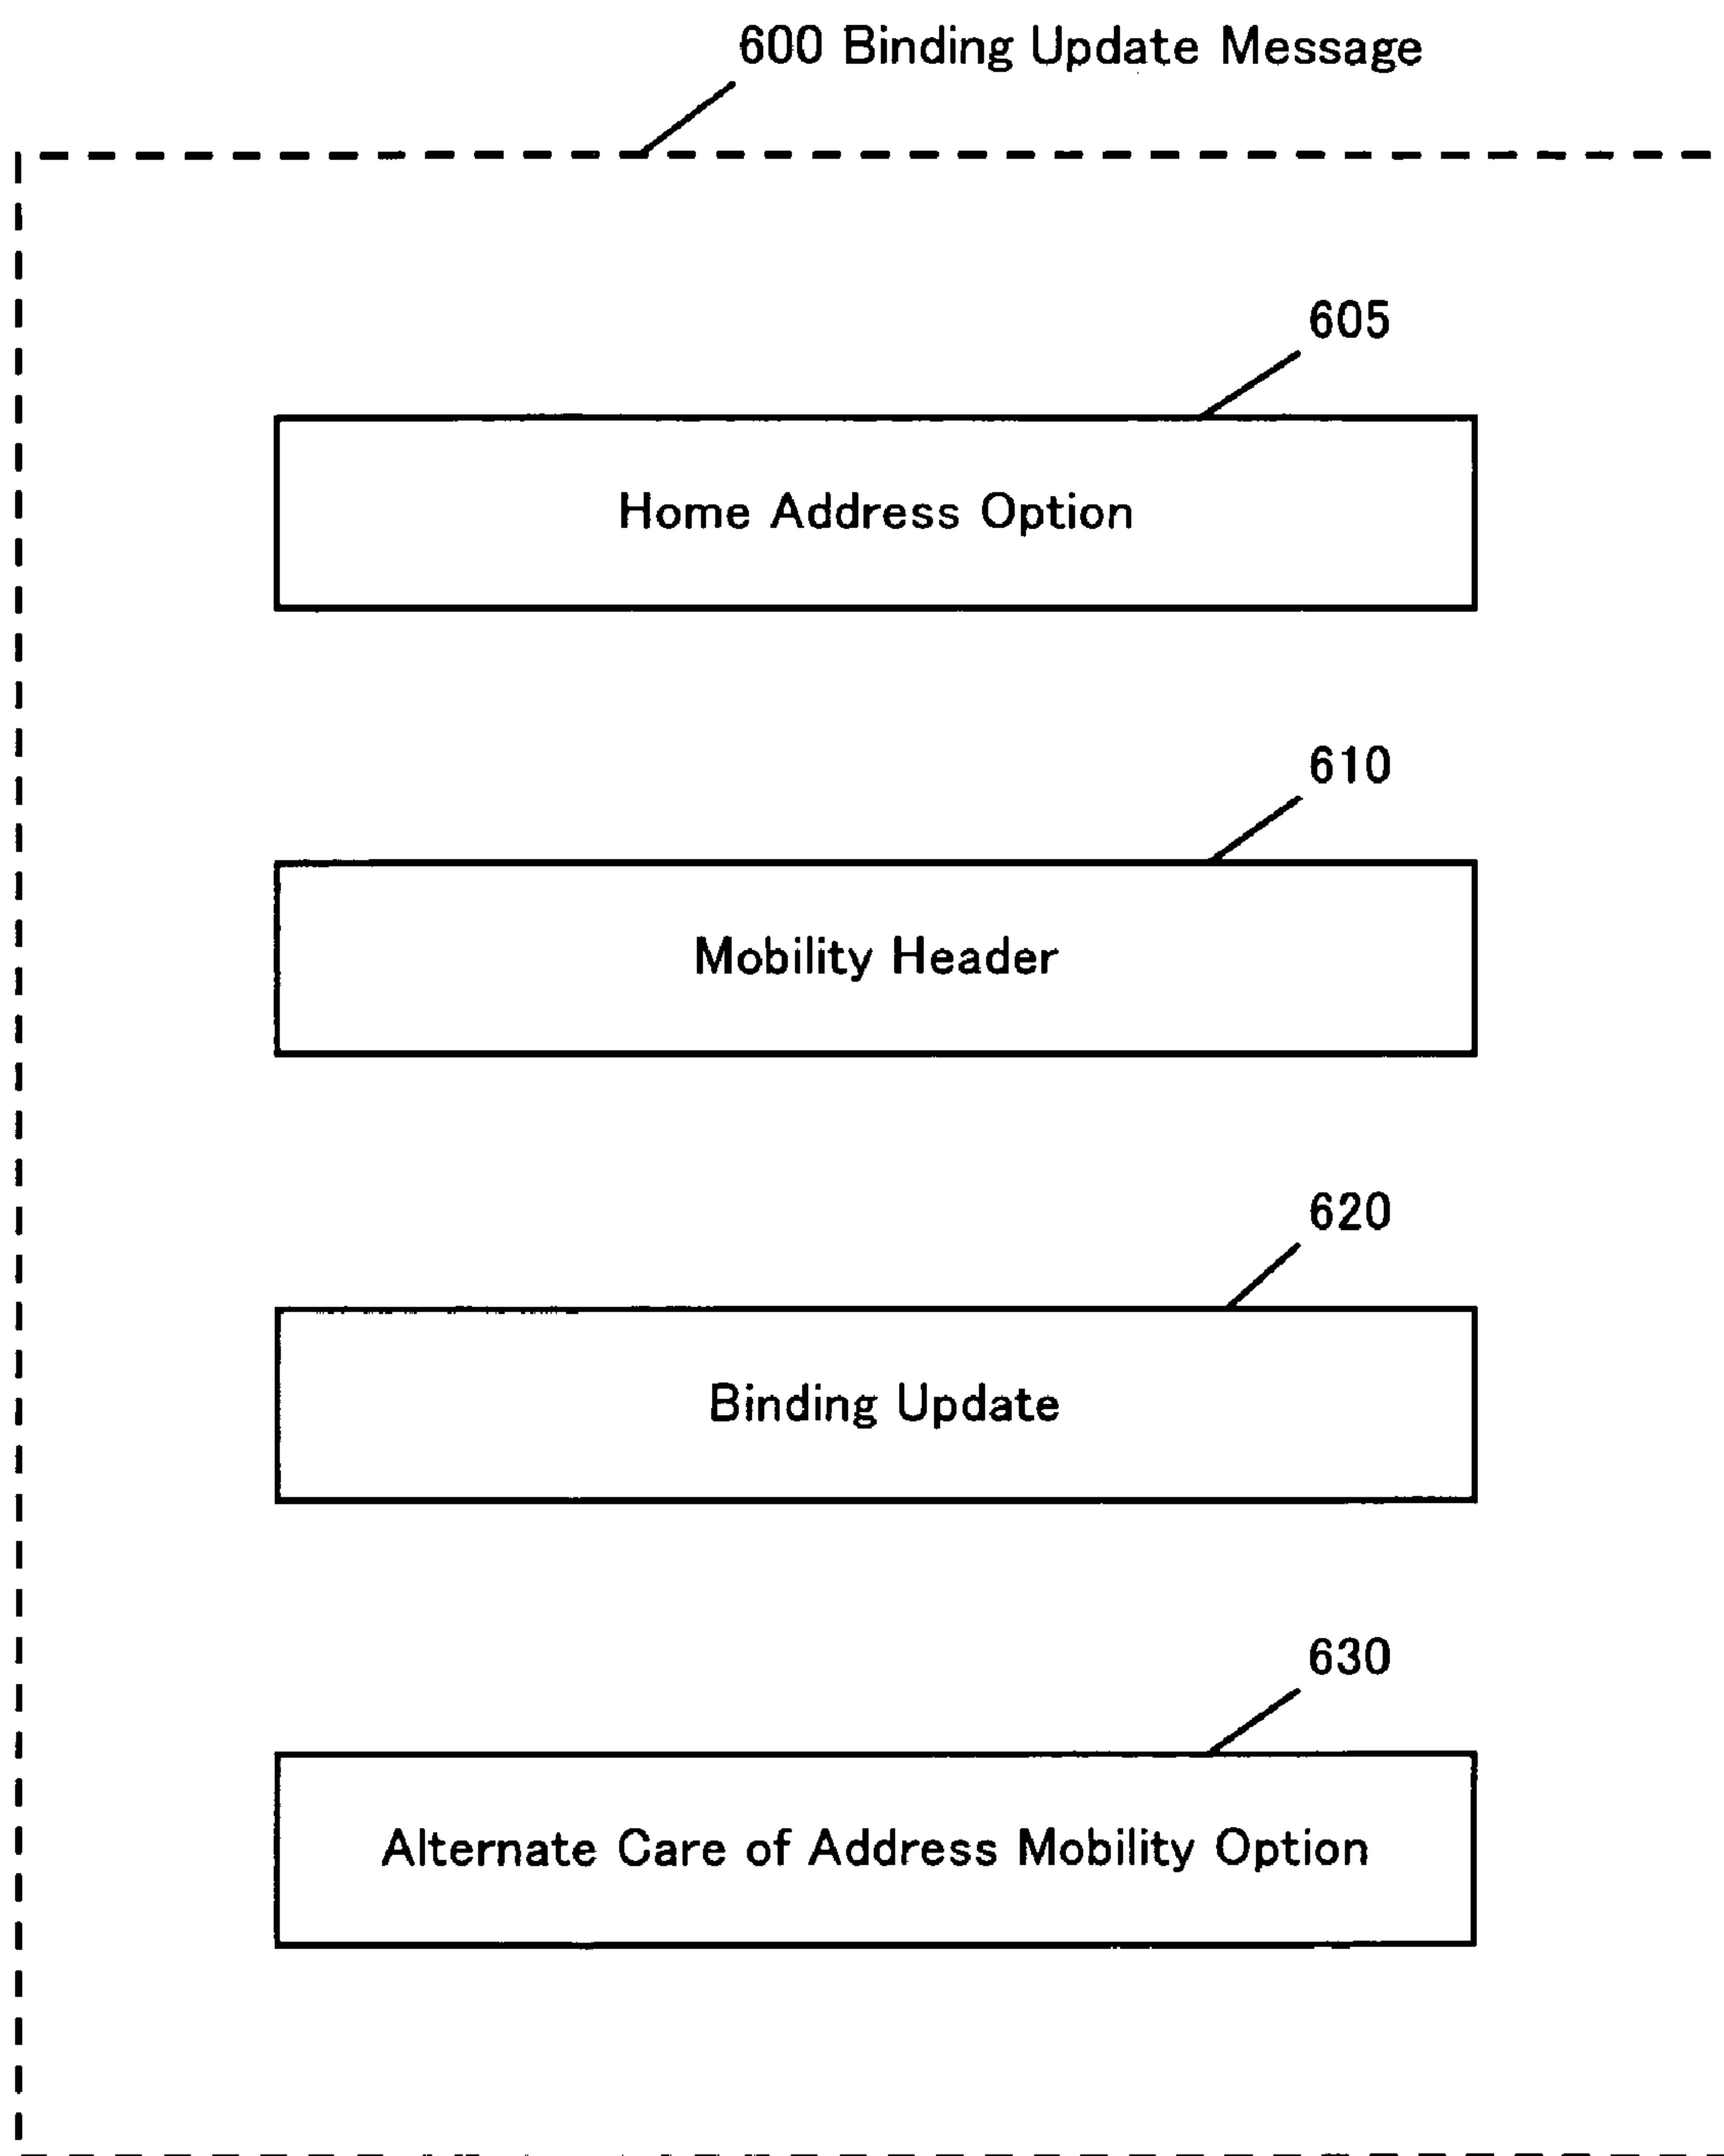 600 Binding Update Message
605
Home Address Option
610
Mobility Header
620
Binding Update
630
Alternate Care of Address Mobility Option